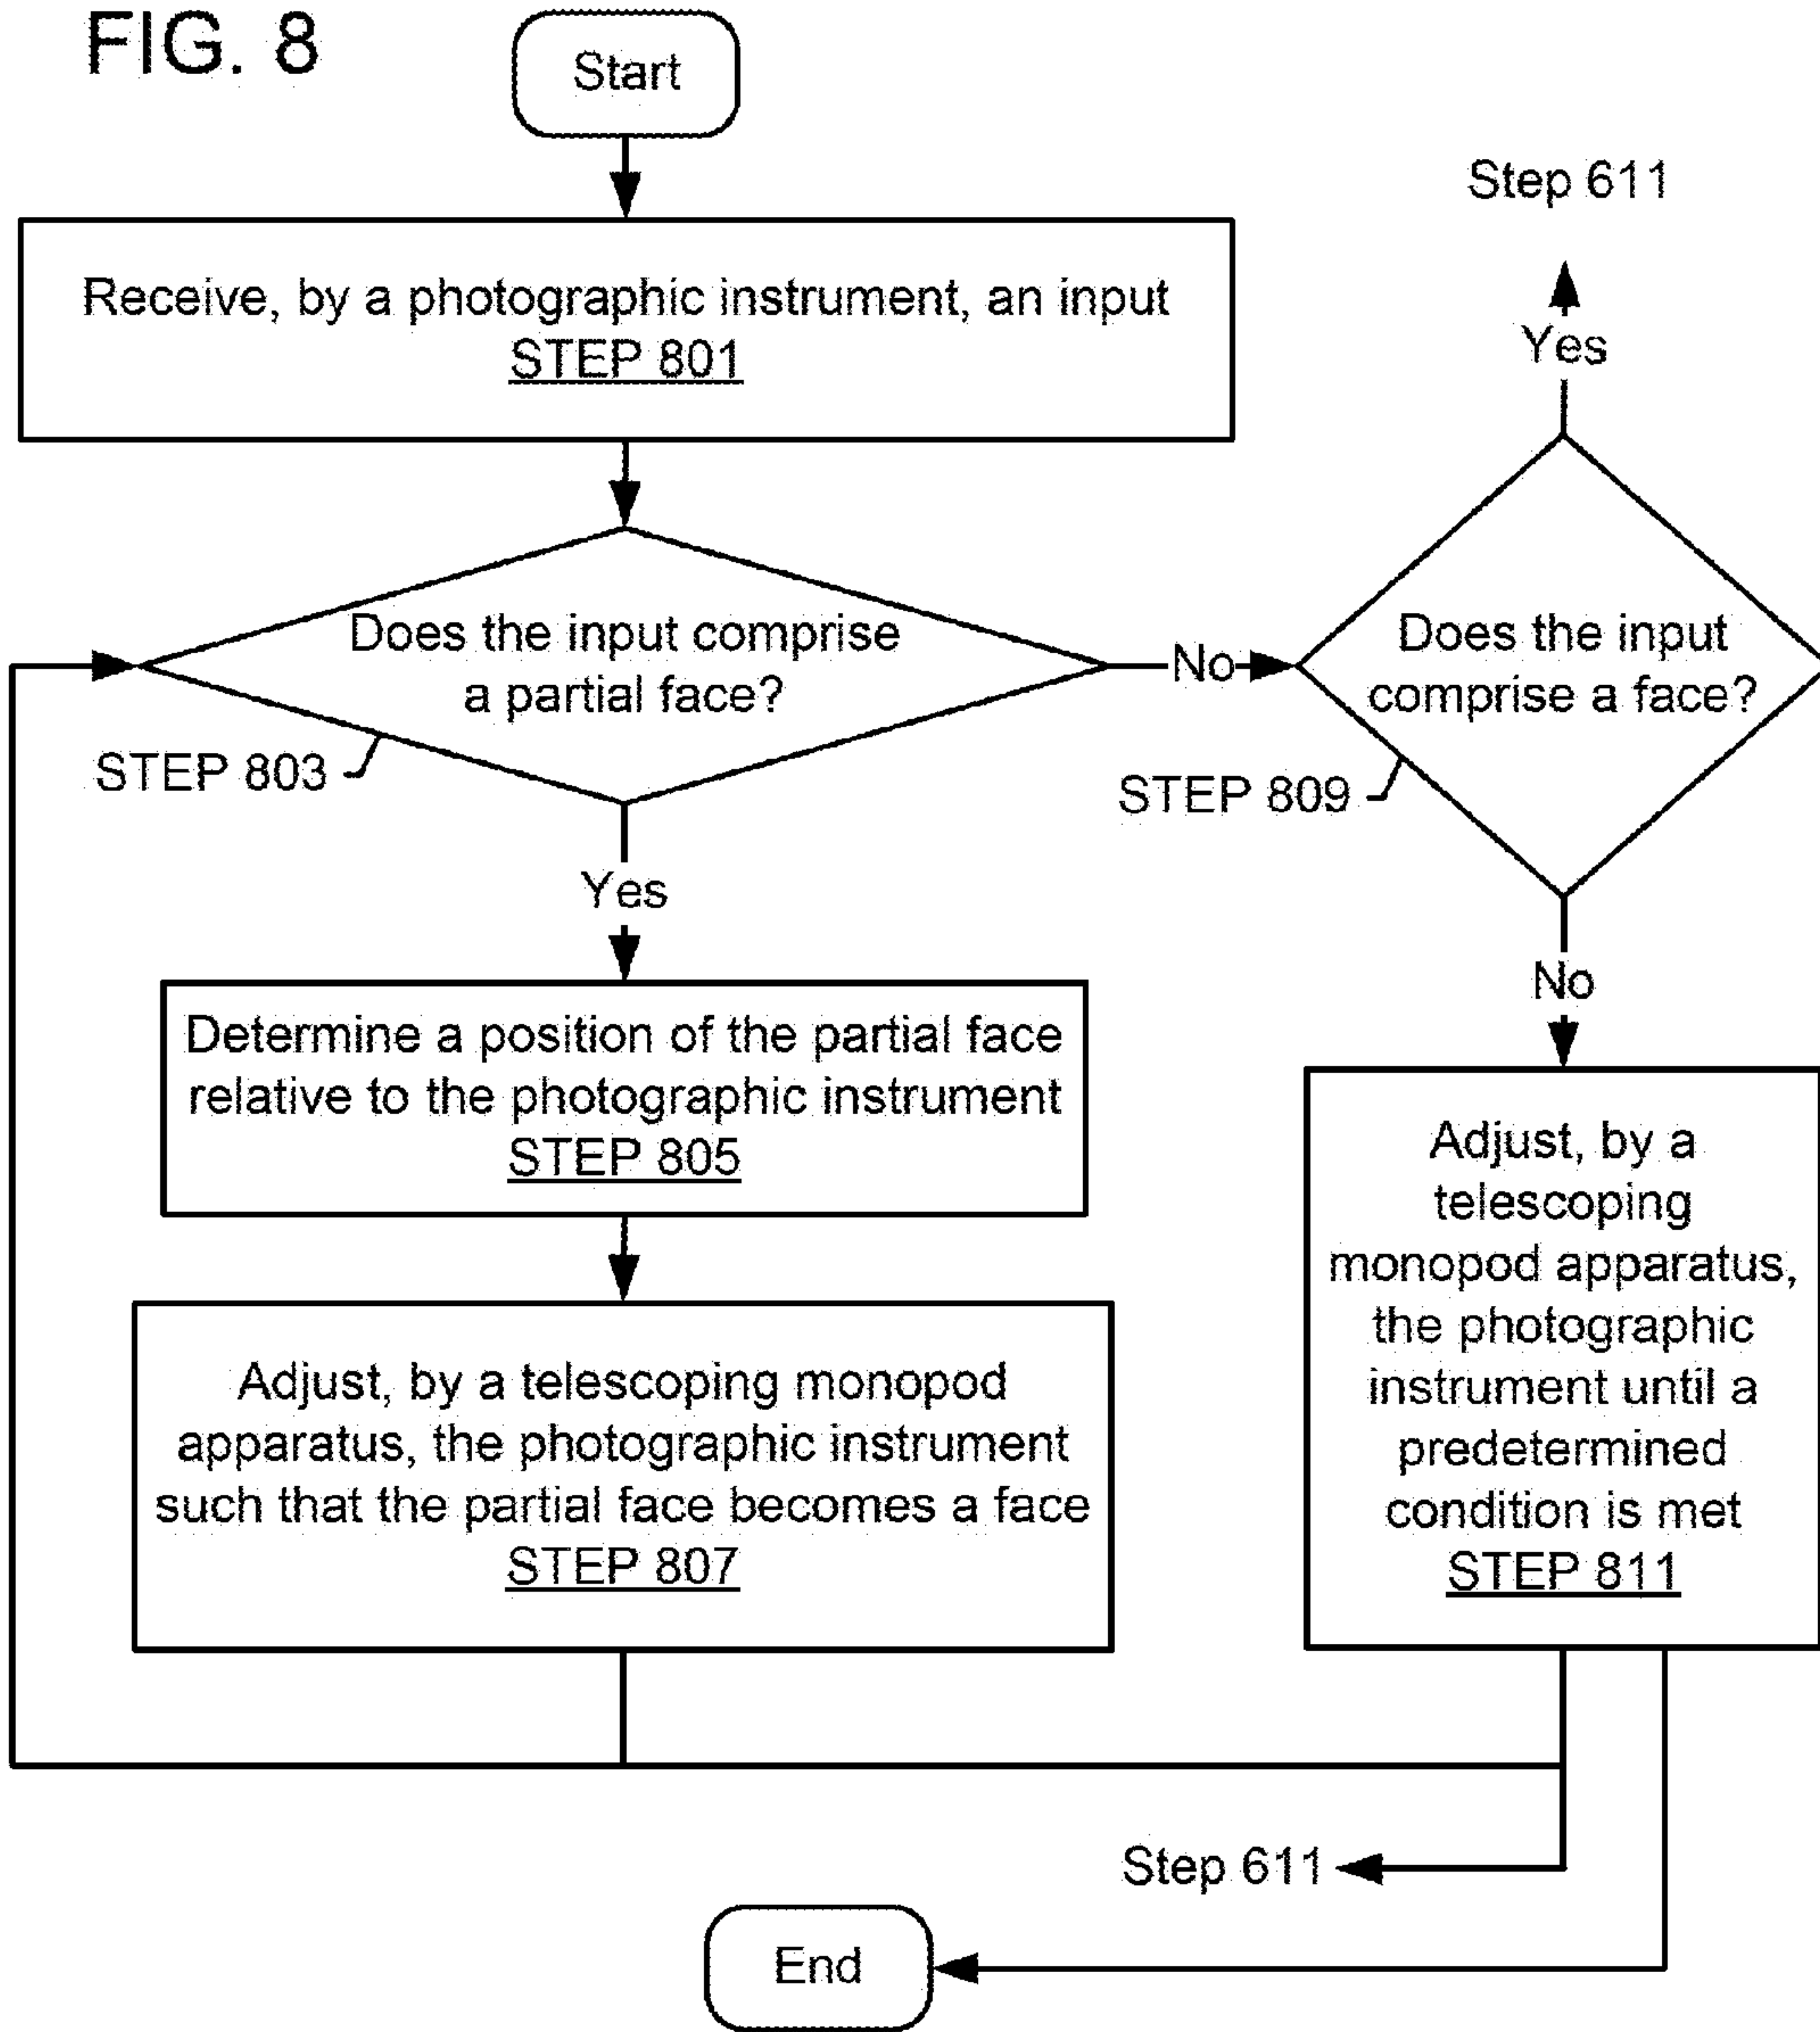 FIG. 8
Start
Receive, by a photographic instrument, an input
STEP 801
Does the input comprise
a partial face?
STEP 803
No
Does the input
comprise a face?
STEP 809
Yes
Step 611
Yes
Determine a position of the partial face
relative to the photographic instrument
STEP 805
Adjust, by a telescoping monopod
apparatus, the photographic instrument
such that the partial face becomes a face
STEP 807
No
Adjust, by a
telescoping
monopod apparatus,
the photographic
instrument until a
predetermined
condition is met
STEP 811
Step 611
End